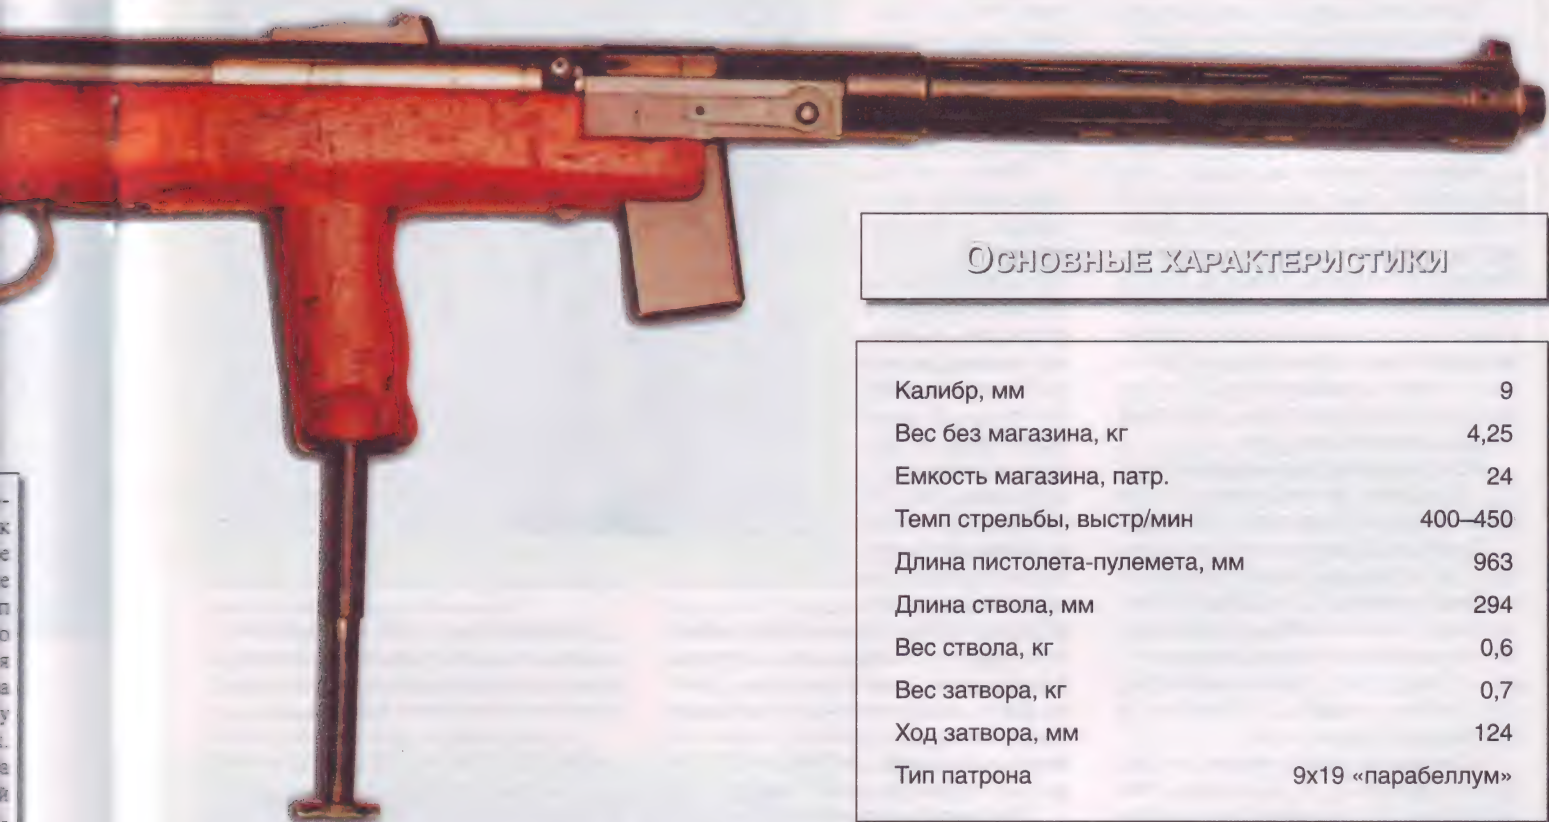 Основные характеристики
Калибр, мм 9
Вес без магазина, кг 4,25
Емкость магазина, патр. 24
Темп стрельбы, выстр/мин 400–450
Длина пистолета-пулемета, мм 963
Длина ствола, мм 294
Вес ствола, кг 0,6
Вес затвора, кг 0,7
Ход затвора, мм 124
Тип патрона 9x19 «парабеллум»